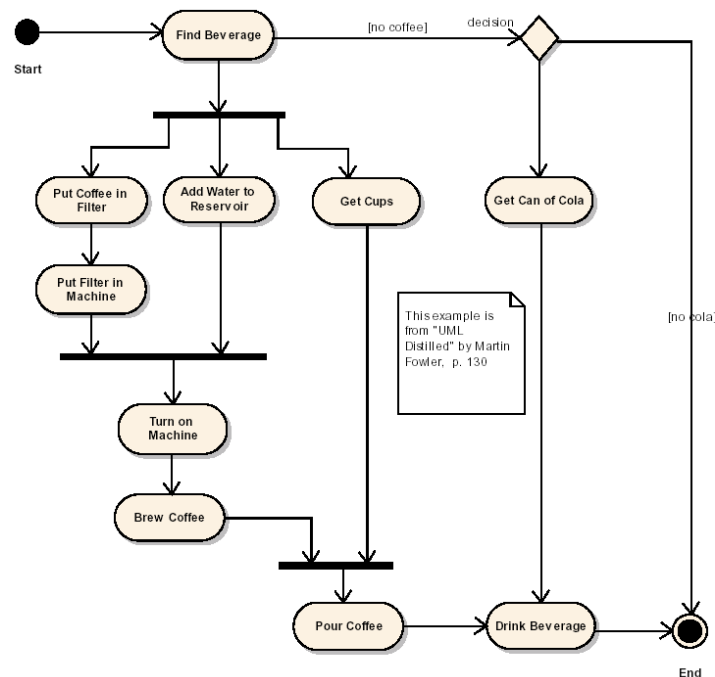 [no coffee]
decision
Find Beverage
Start
Put Coffee in
Filter
Add Water to
Reservoir
Get Cups
Get Can of Cola
Put Filter in
Machine
This example is
from "UML
Distilled" by Martin
Fowler, p. 130
[no cola]
Turn on
Machine
Brew Coffee
Pour Coffee
Drink Beverage
End